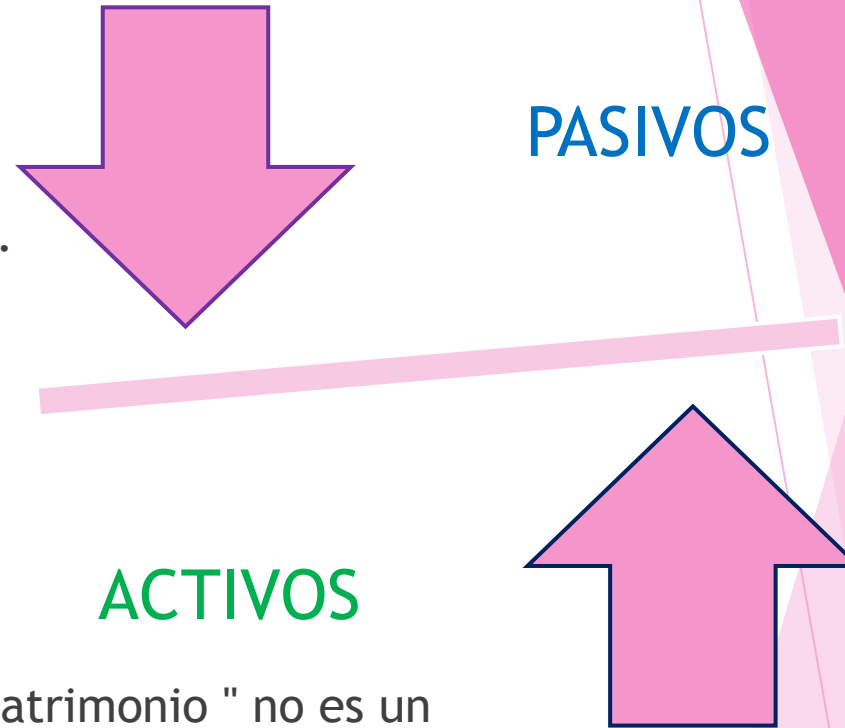 PASIVOS
.
ACTIVOS
atrimonio " no es un